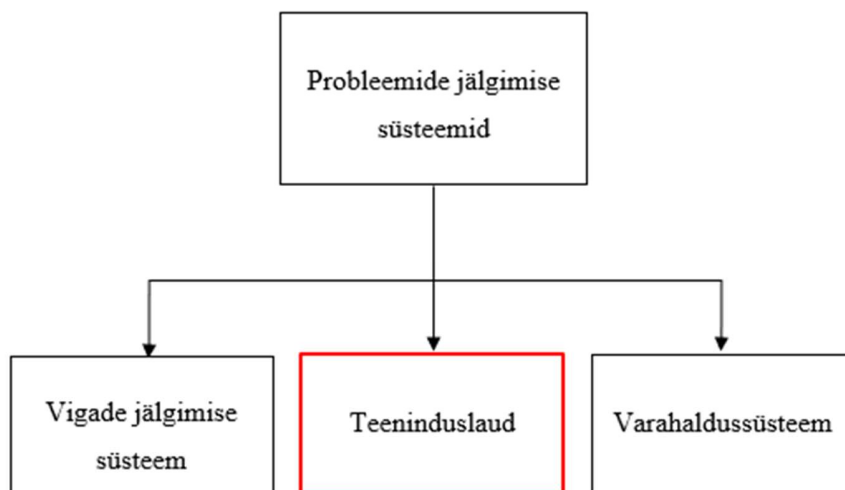 Probleemide jälgimise
süsteemid
Vigade jälgimise
süsteem
Teeninduslaud
Varahaldussüsteem